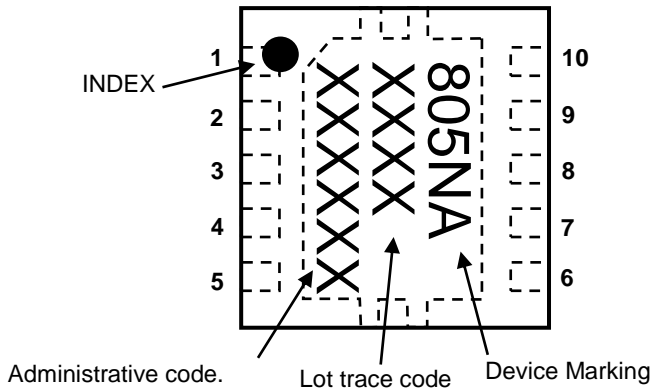 INDEX
1
2
3
4
5
10
9
8
7
6
805NA
XXXX
XXXXXX
Administrative code.
Lot trace code
Device Marking